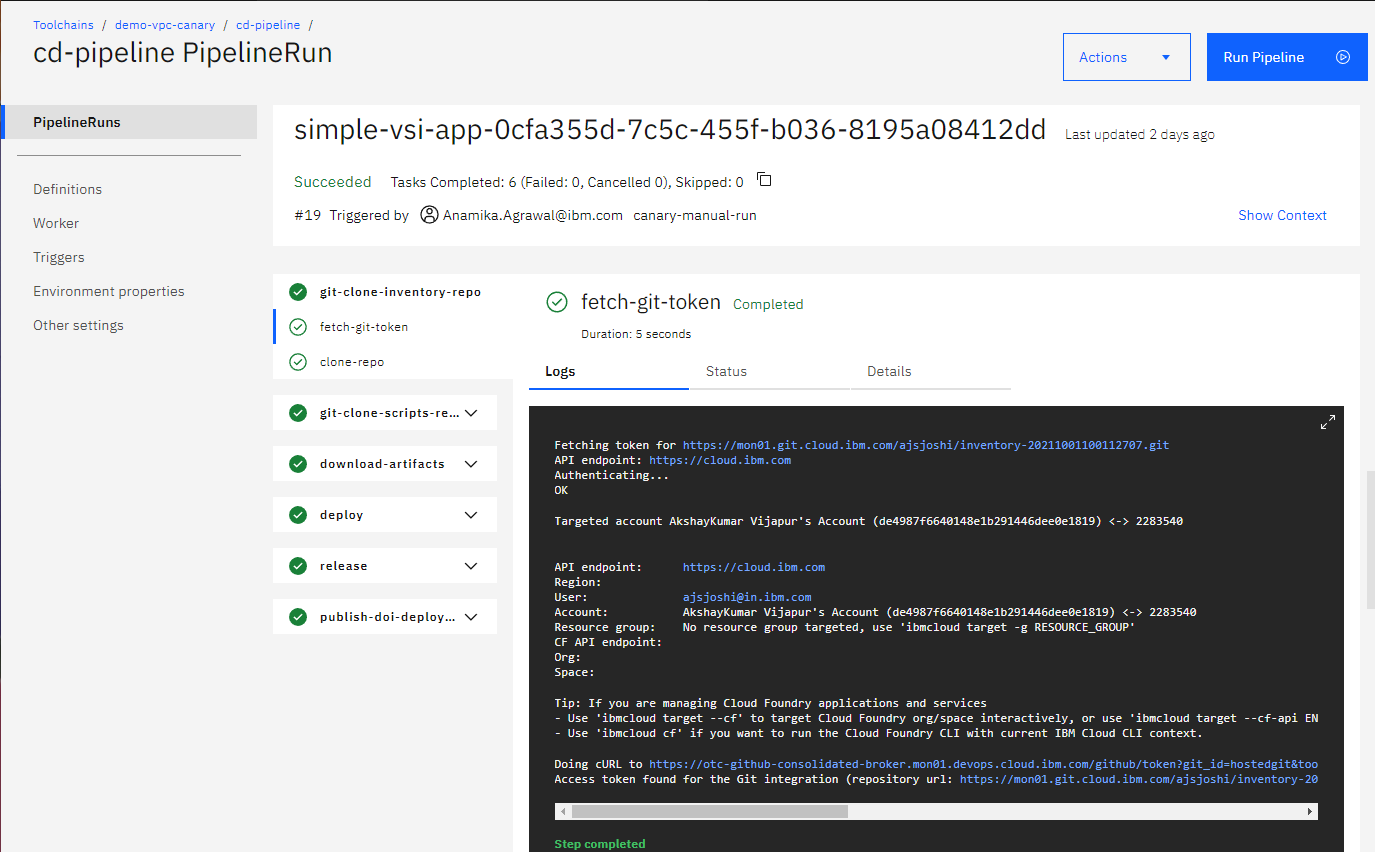 Toolchains / demo-vpc-canary / cd-pipeline /
cd-pipeline PipelineRun
Actions
Run Pipeline
PipelineRuns
Definitions
Worker
Triggers
Environment properties
Other settings
simple-vsi-app-0cfa355d-7c5c-455f-b036-8195a08412dd Last updated 2 days ago
Succeeded Tasks Completed: 6 (Failed: 0, Cancelled 0), Skipped: 0
#19 Triggered by Anamika.Agrawal@ibm.com canary-manual-run
Show Context
git-clone-inventory-repo
fetch-git-token
clone-repo
git-clone-scripts-re...
download-artifacts
deploy
release
publish-doi-deploy...
fetch-git-token Completed
Duration: 5 seconds
Logs Status Details
Fetching token for https://mon01.git.cloud.ibm.com/ajsjoshi/inventory-20211001100112707.git
API endpoint: https://cloud.ibm.com
Authenticating...
OK
Targeted account AkshayKumar Vijapur's Account (de4987f6640148e1b291446dee0e1819) <-> 2283540
API endpoint: https://cloud.ibm.com
Region:
User: ajsjoshi@in.ibm.com
Account: AkshayKumar Vijapur's Account (de4987f6640148e1b291446dee0e1819) <-> 2283540
Resource group: No resource group targeted, use 'ibmcloud target -g RESOURCE_GROUP'
CF API endpoint:
Org:
Space:
Tip: If you are managing Cloud Foundry applications and services
- Use 'ibmcloud target --cf' to target Cloud Foundry org/space interactively, or use 'ibmcloud target --cf-api EN
- Use 'ibmcloud cf' if you want to run the Cloud Foundry CLI with current IBM Cloud CLI context.
Doing cURL to https://otc-github-consolidated-broker.mon01.devops.cloud.ibm.com/github/token?git_id=hostedgit&too
Access token found for the Git integration (repository url: https://mon01.git.cloud.ibm.com/ajsjoshi/inventory-20
Step completed